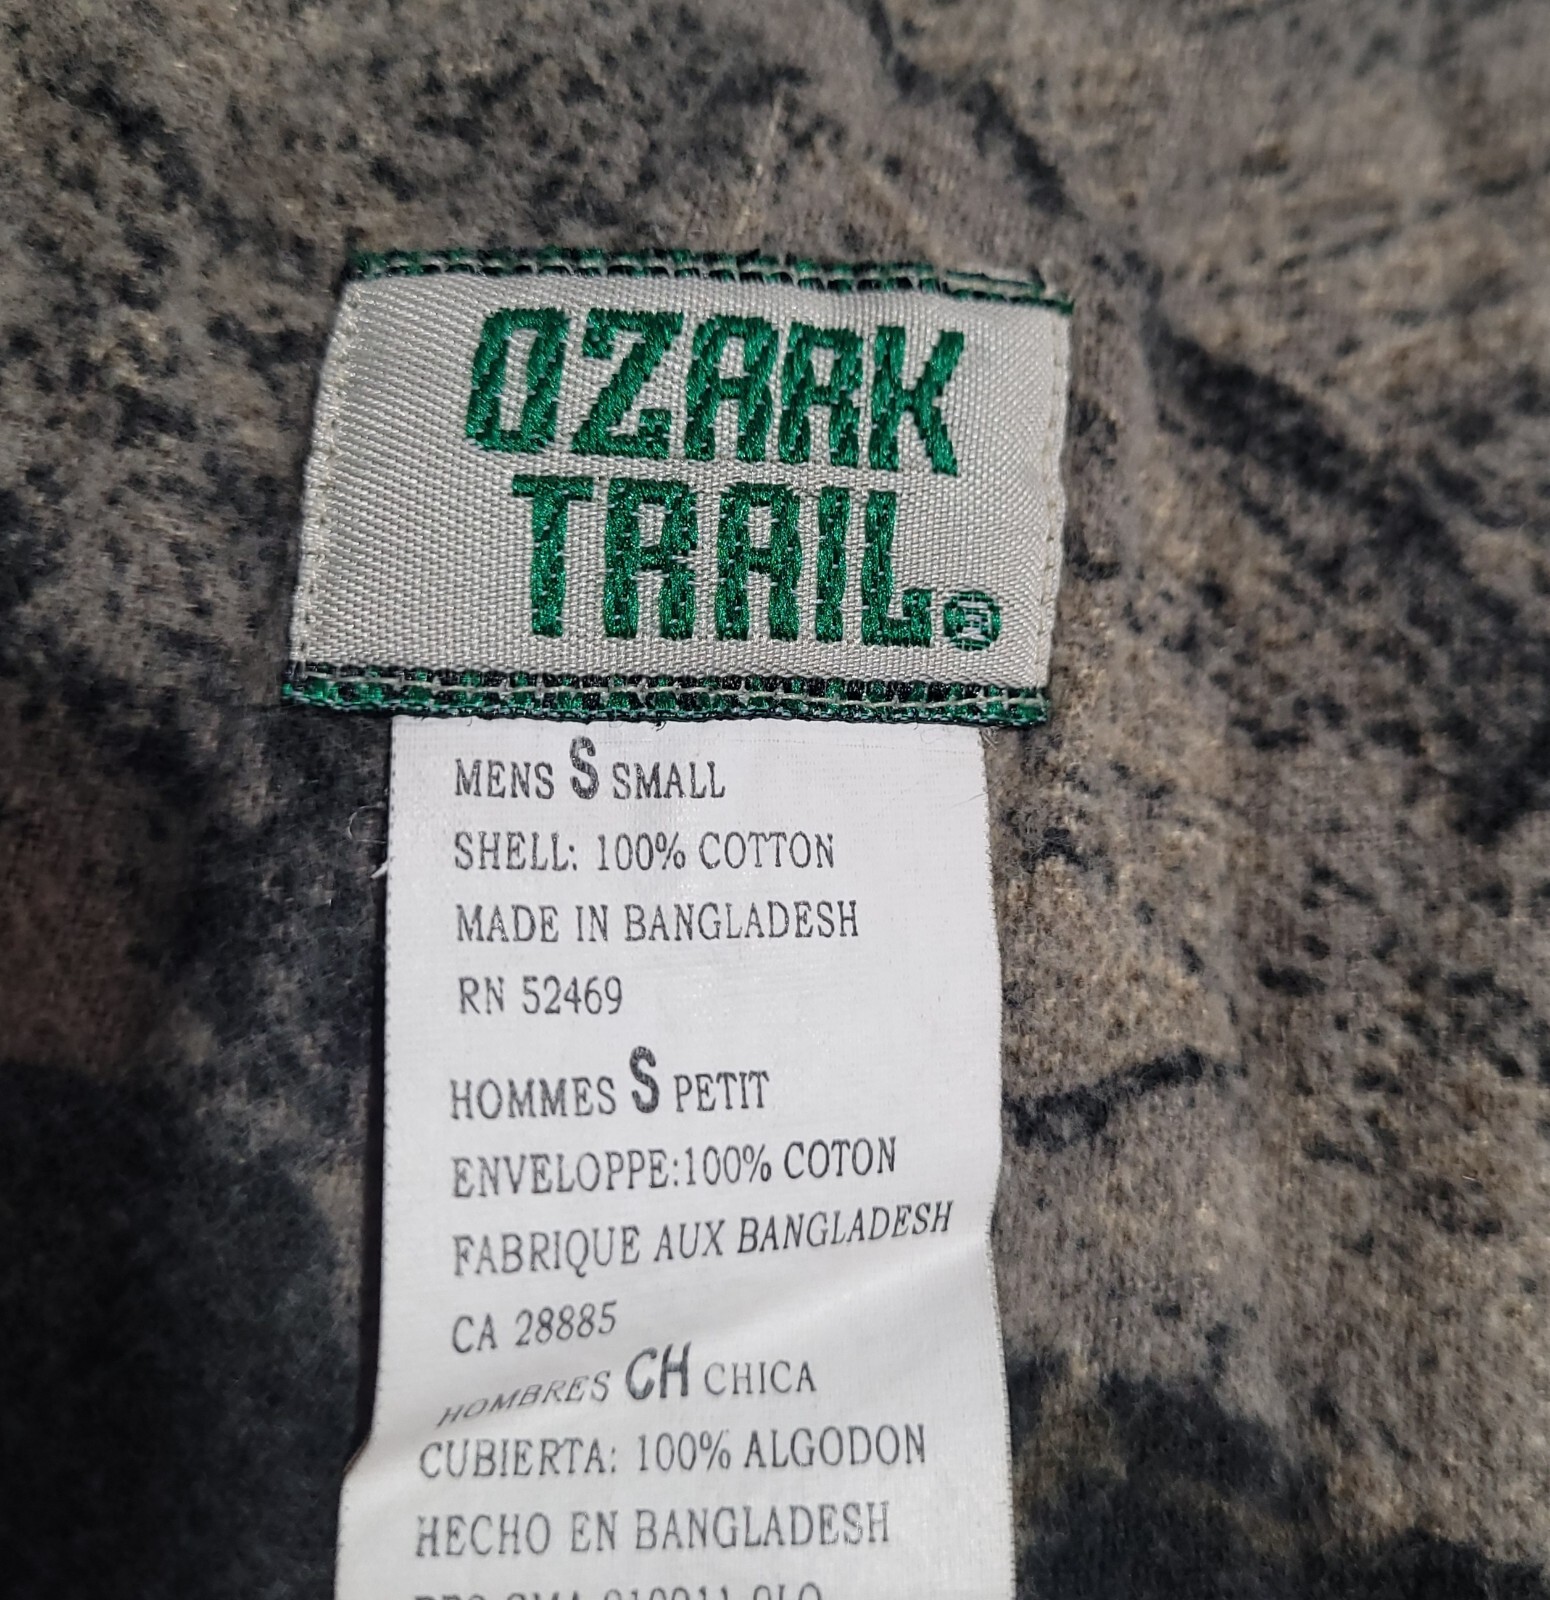 OZARK
TRAIL®
MENS S SMALL
SHELL: 100% COTTON
MADE IN BANGLADESH
RN 52469
HOMMES S PETIT
ENVELOPPE:100% COTON
FABRIQUE AUX BANGLADESH
CA 28885
HOMBRES CH CHICA
CUBIERTA: 100% ALGODON
HECHO EN BANGLADESH